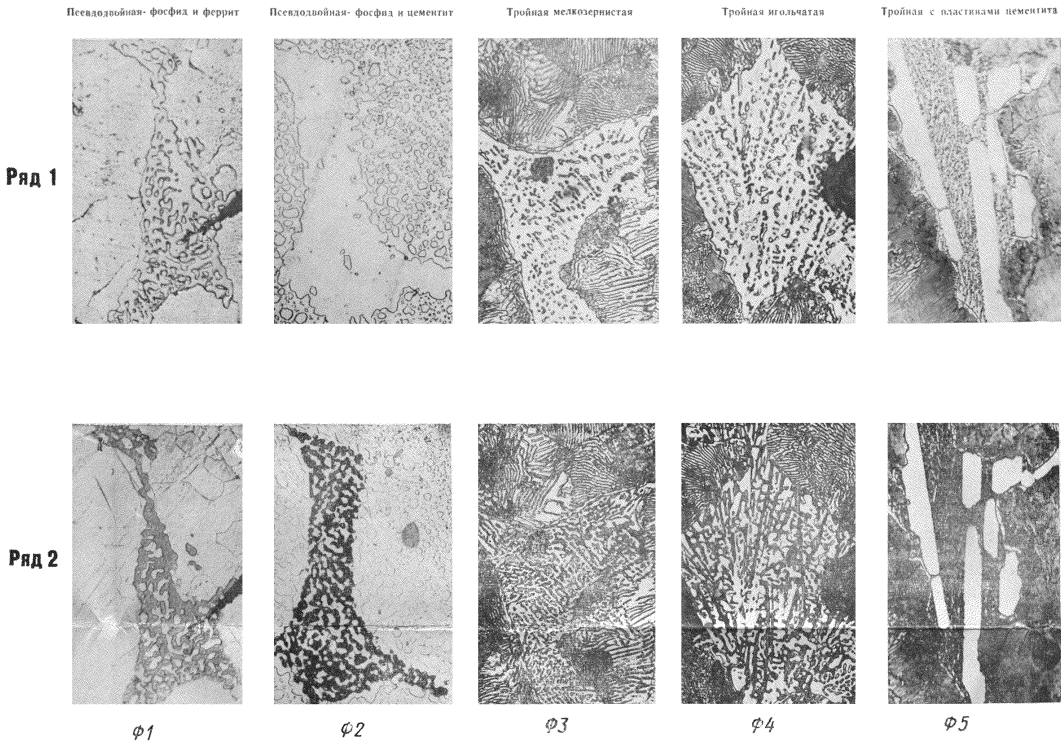 Псевдодвойная- фосфид и феррит
Псевдодвойная- фосфид и цементит
Тройная мелкозернистая
Тройная игольчатая
Тройная с пластинами цементита
Ряд 1
Ряд 2
Ф1
Ф2
Ф3
Ф4
Ф5